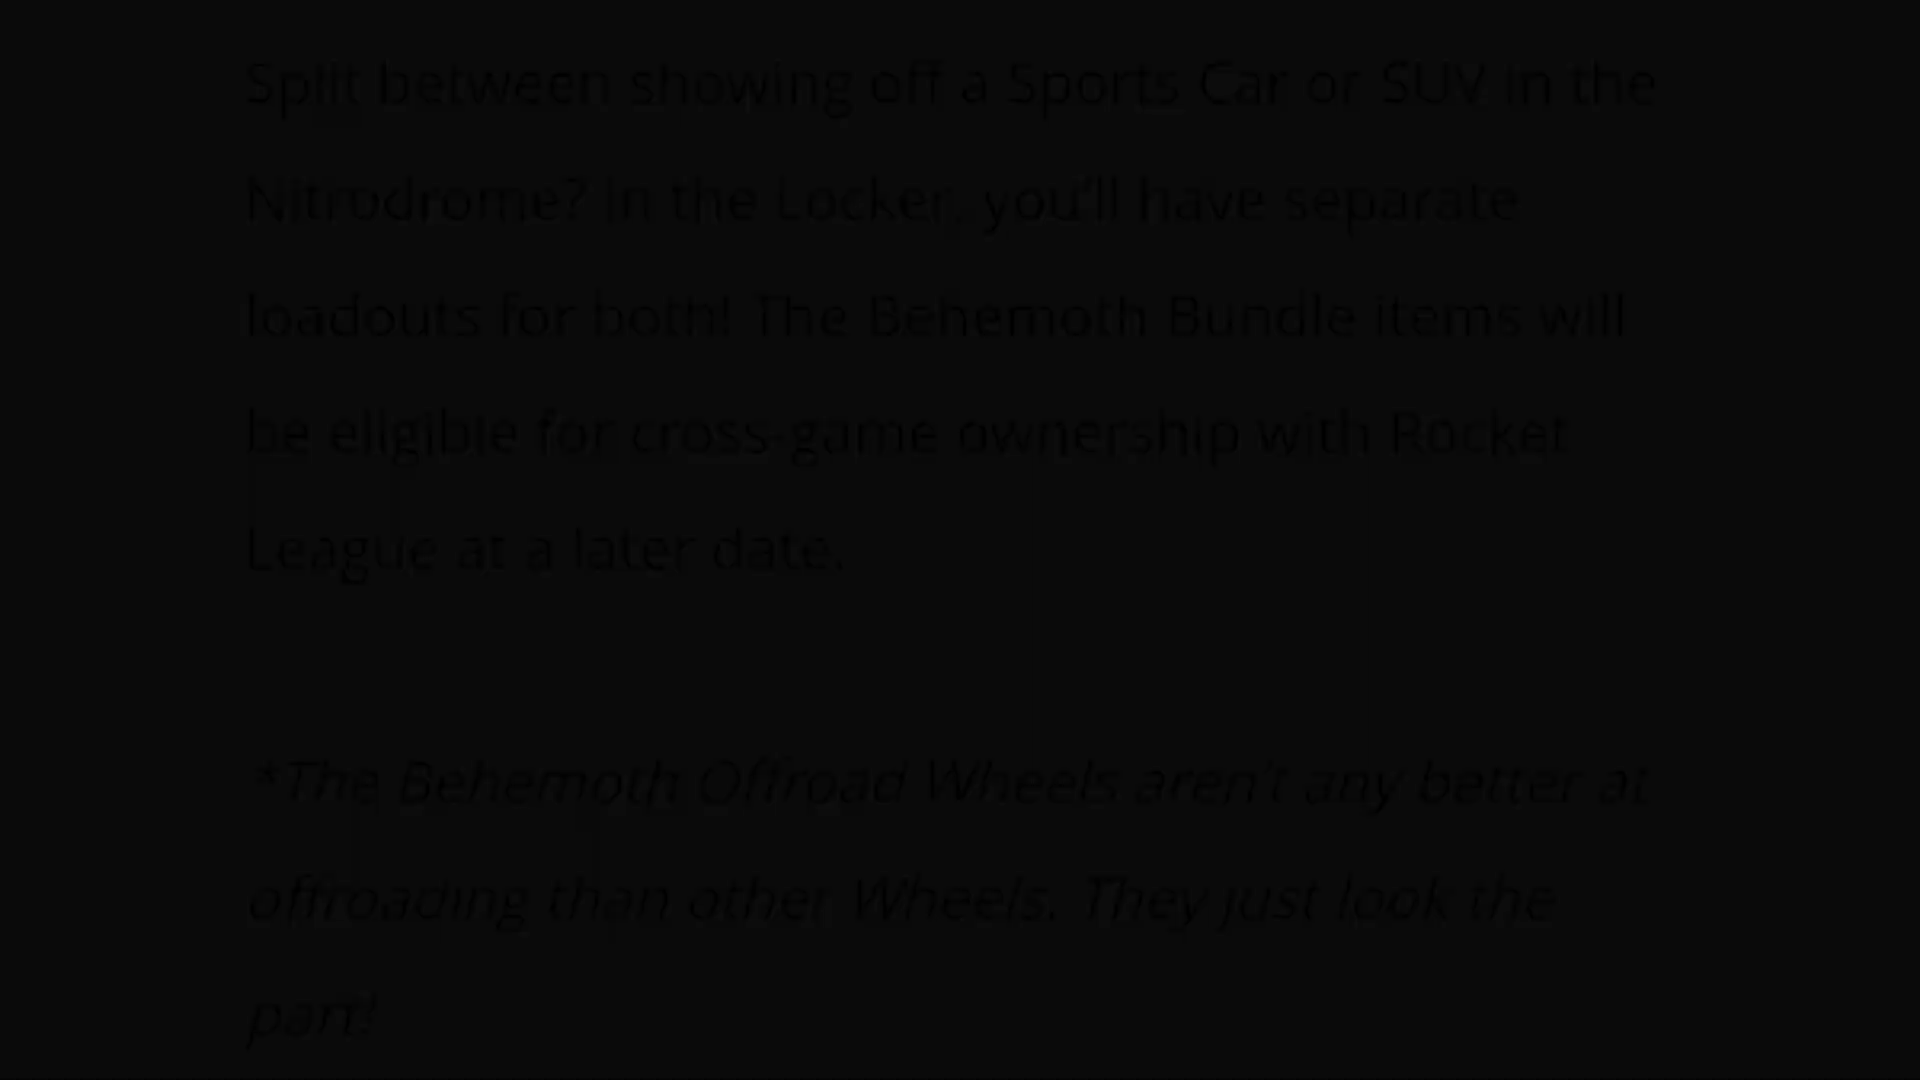 Split between showing off a Sports Car or SUV in the
Nitrodrome? In the Locker, you'll have separate
loadouts for both! The Behemoth Bundle items will
be eligible for cross-game ownership with Rocket
League at a later date.
*The Behemoth Offroad Wheels aren't any better at
offroading than other Wheels. They just look the
part!